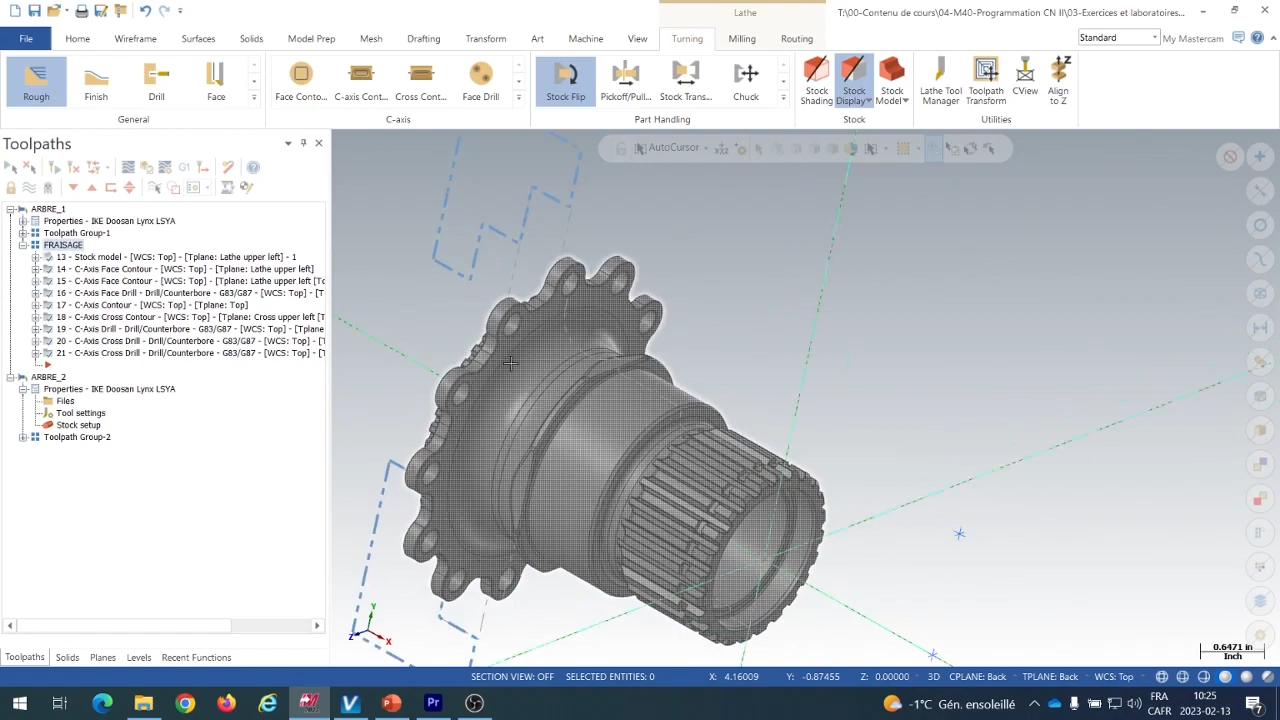 Lathe
T:\00-Contenu de cours\04-M40-Programmation CN II\03-Exercices et laboratoires...
File
Home
Wireframe
Surfaces
Solids
Model Prep
Mesh
Drafting
Transform
Art
Machine
View
Turning
Milling
Routing
Standard
My Mastercam
Rough
Finish
Drill
Face
Face Conto...
C-axis Cont...
Cross Cont...
Face Drill
Stock Flip
Pickoff/Pull...
Stock Trans...
Chuck
Stock Shading
Stock Display
Stock Model
Lathe Tool Manager
Toolpath Transform
CView
Align to Z
General
C-axis
Part Handling
Stock
Utilities
Toolpaths
AutoCursor
G1
ARBRE_1
Properties - IKE Doosan Lynx LSYA
Toolpath Group-1
FRAISAGE
13 - Stock model - [WCS: Top] - [Tplane: Lathe upper left] - 1
14 - C-Axis Face Contour - [WCS: Top] - [Tplane: Lathe upper left]
15 - C-Axis Face Contour - [WCS: Top] - [Tplane: Lathe upper left [To
16 - C-Axis Face Drill - Drill/Counterbore - G83/G87 - [WCS: Top] - [T
17 - C-Axis Contour - [WCS: Top] - [Tplane: Top]
18 - C-Axis Cross Contour - [WCS: Top] - [Tplane: Cross upper left [T
19 - C-Axis Drill - Drill/Counterbore - G83/G87 - [WCS: Top] - [Tplane
20 - C-Axis Cross Drill - Drill/Counterbore - G83/G87 - [WCS: Top] - [
21 - C-Axis Cross Drill - Drill/Counterbore - G83/G87 - [WCS: Top] - [
ARBRE_2
Properties - IKE Doosan Lynx LSYA
Files
Tool settings
Stock setup
Toolpath Group-2
Y
Z
X
0.6471 in
Inch
Toolpaths
Solids
Planes
Levels
Recent Functions
SECTION VIEW: OFF
SELECTED ENTITIES: 0
X: 4.16009
Y: -0.87455
Z: 0.00000
3D
CPLANE: Back
TPLANE: Back
WCS: Top
-1°C Gén. ensoleillé
FRA
CAFR
10:25
2023-02-13